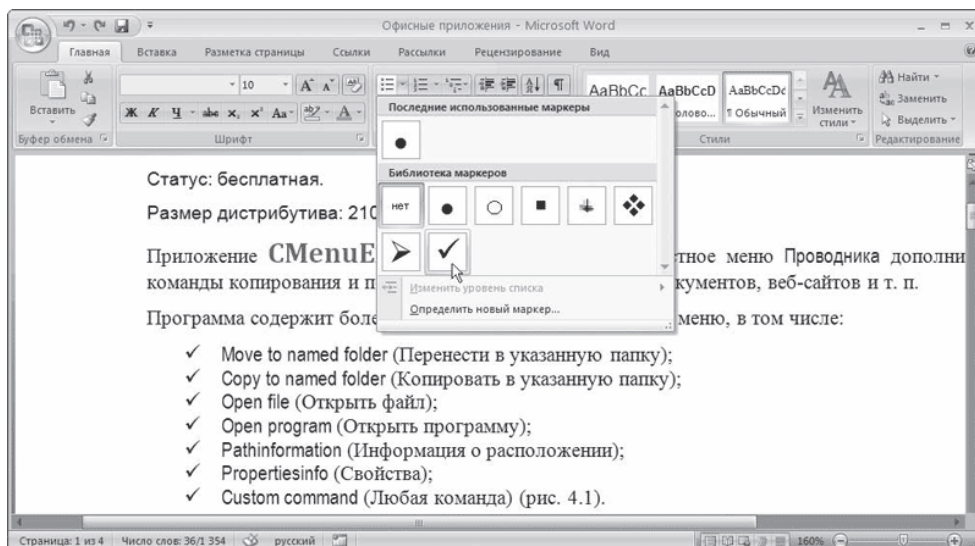 Офисные приложения - Microsoft Word
Главная Вставка Разметка страницы Ссылки Рассылки Рецензирование Вид
Вставить
10
Ж К Ч abe x, x² Aa ab A
AaBbCc AaBbCcD AaBbCcDc
олово... ¶ Обычный
Изменить стили
Найти
Заменить
Выделить
Буфер обмена Шрифт Стили Редактирование
Последние использованные маркеры
Библиотека маркеров
нет
Изменить уровень списка
Определить новый маркер...
Статус: бесплатная.
Размер дистрибутива: 210
Приложение CMenuE тное меню Проводника дополни
команды копирования и п кументов, веб-сайтов и т. п.
Программа содержит боле меню, в том числе:
✓ Move to named folder (Перенести в указанную папку);
✓ Copy to named folder (Копировать в указанную папку);
✓ Open file (Открыть файл);
✓ Open program (Открыть программу);
✓ Pathinformation (Информация о расположении);
✓ Propertiesinfo (Свойства);
✓ Custom command (Любая команда) (рис. 4.1).
Страница: 1 из 4 Число слов: 36/1 354 русский 160%